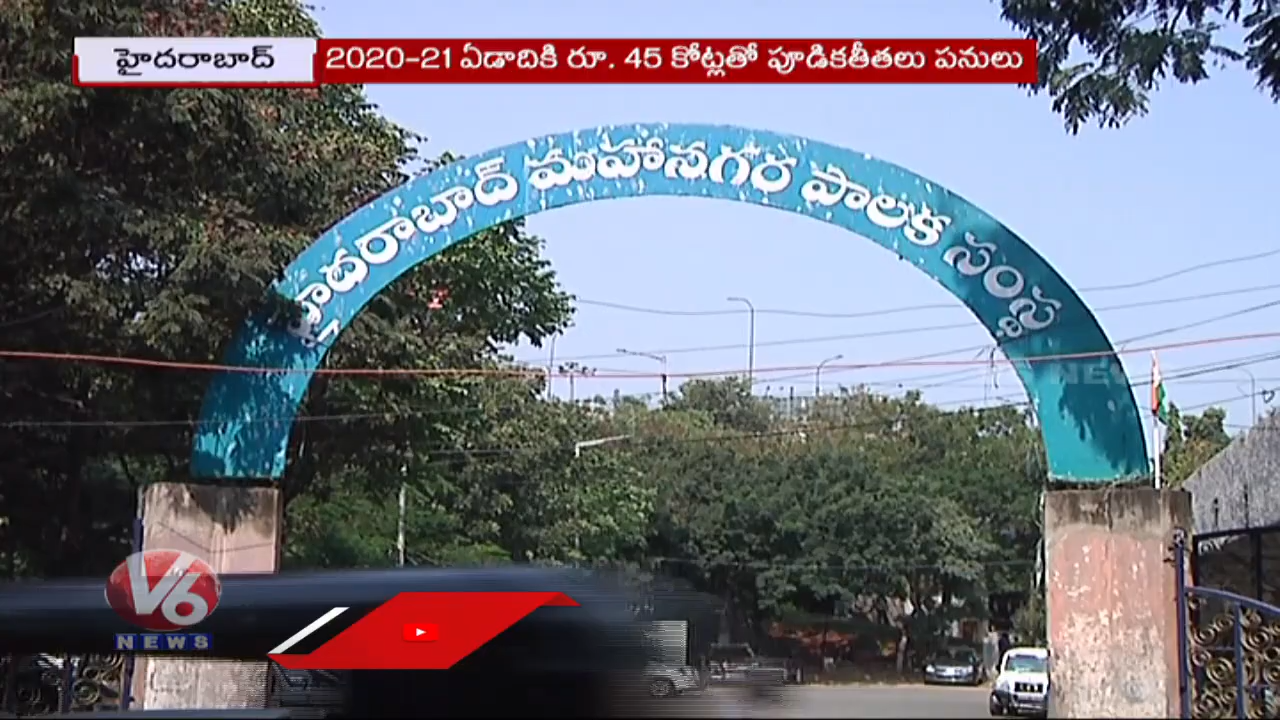 హైదరాబాద్
2020-21 ఏడాదికి రూ. 45 కోట్లతో పూడికతీతలు పనులు
హైదరాబాద్ మహానగర పాలక సంస్థ
V6
NEWS